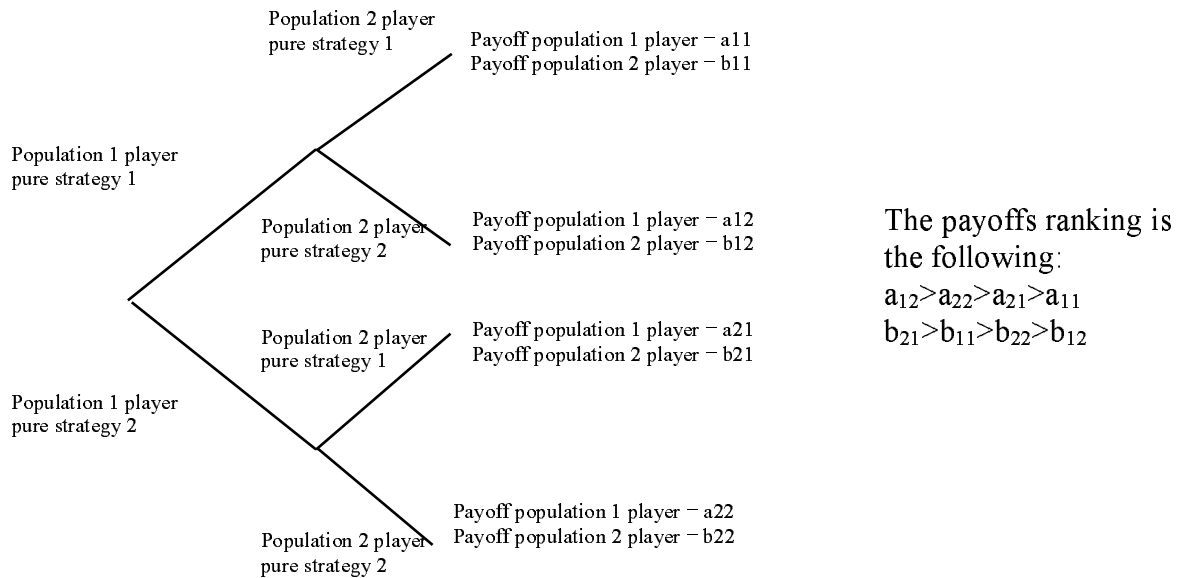 Population 2 player
pure strategy 1
Payoff population 1 player − a11
Payoff population 2 player − b11
Population 1 player
pure strategy 1
Population 2 player
pure strategy 2
Payoff population 1 player − a12
Payoff population 2 player − b12
The payoffs ranking is
the following:
a₁₂>a₂₂>a₂₁>a₁₁
b₂₁>b₁₁>b₂₂>b₁₂
Population 2 player
pure strategy 1
Payoff population 1 player − a21
Payoff population 2 player − b21
Population 1 player
pure strategy 2
Population 2 player
pure strategy 2
Payoff population 1 player − a22
Payoff population 2 player − b22